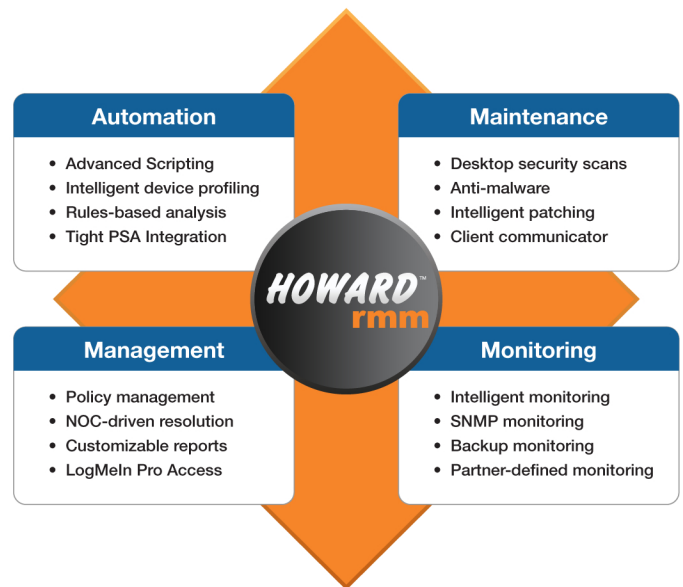 Automation
• Advanced Scripting
• Intelligent device profiling
• Rules-based analysis
• Tight PSA Integration
Maintenance
• Desktop security scans
• Anti-malware
• Intelligent patching
• Client communicator
HOWARD™
rmm
Management
• Policy management
• NOC-driven resolution
• Customizable reports
• LogMeIn Pro Access
Monitoring
• Intelligent monitoring
• SNMP monitoring
• Backup monitoring
• Partner-defined monitoring